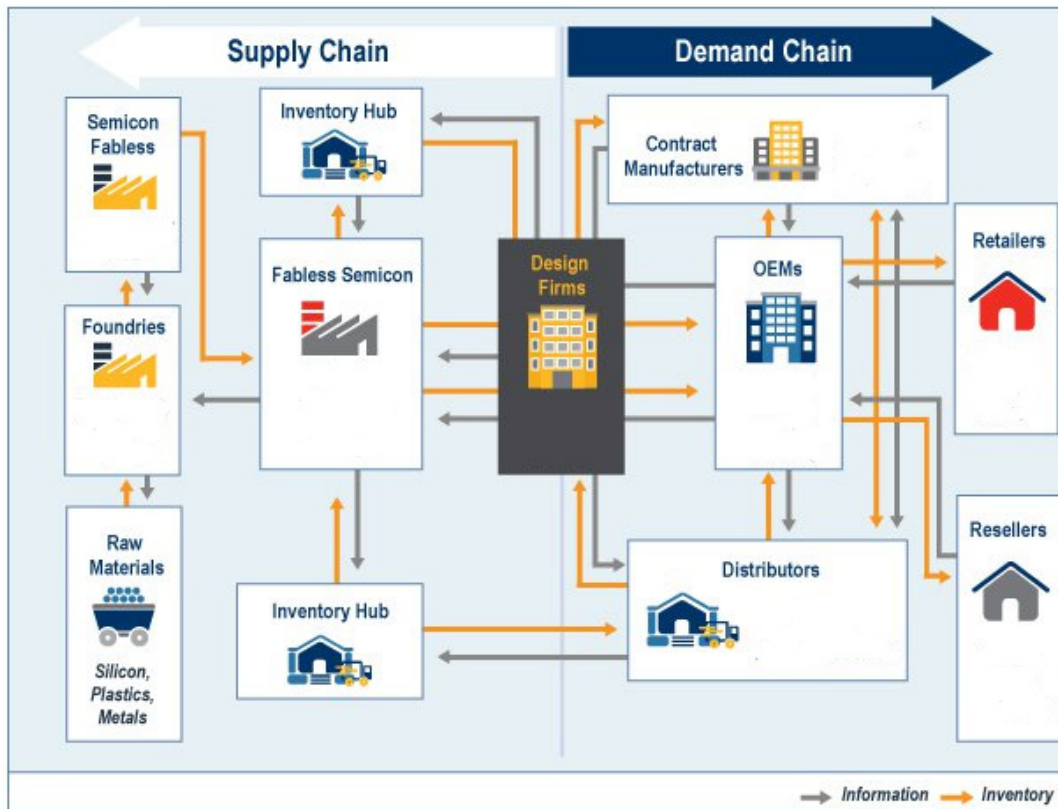 Supply Chain
Demand Chain
Semicon
Fabless
Inventory Hub
Contract
Manufacturers
Foundries
Fabless Semicon
Design
Firms
OEMs
Retailers
Raw
Materials
Silicon,
Plastics,
Metals
Inventory Hub
Distributors
Resellers
Information
Inventory